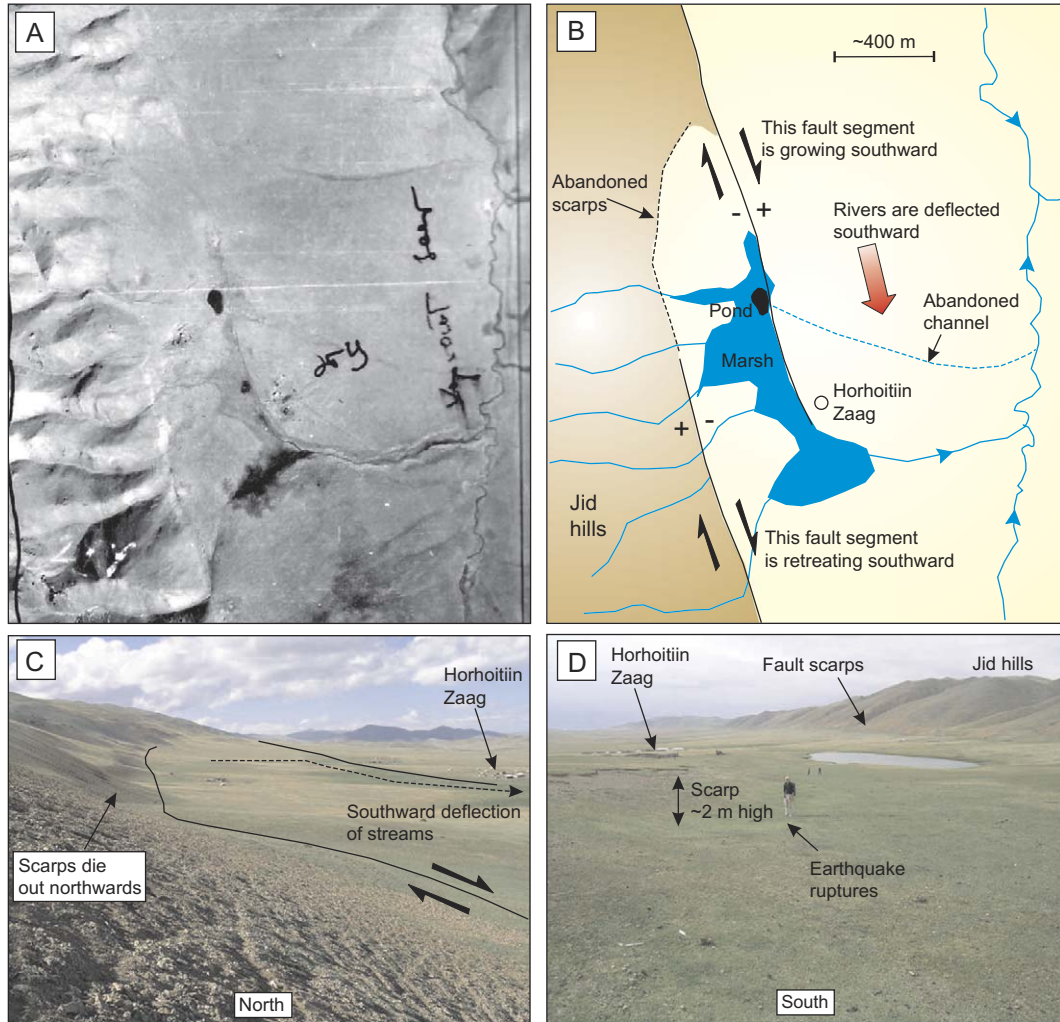 A
B
~400 m
This fault segment
is growing southward
Abandoned
scarps
- +
Rivers are deflected
southward
Pond
Abandoned
channel
Marsh
Horhoitiin
Zaag
+ -
Jid
hills
This fault segment
is retreating southward
C
Horhoitiin
Zaag
Southward deflection
of streams
Scarps die
out northwards
North
D
Horhoitiin
Zaag
Fault scarps
Jid hills
Scarp
~2 m high
Earthquake
ruptures
South